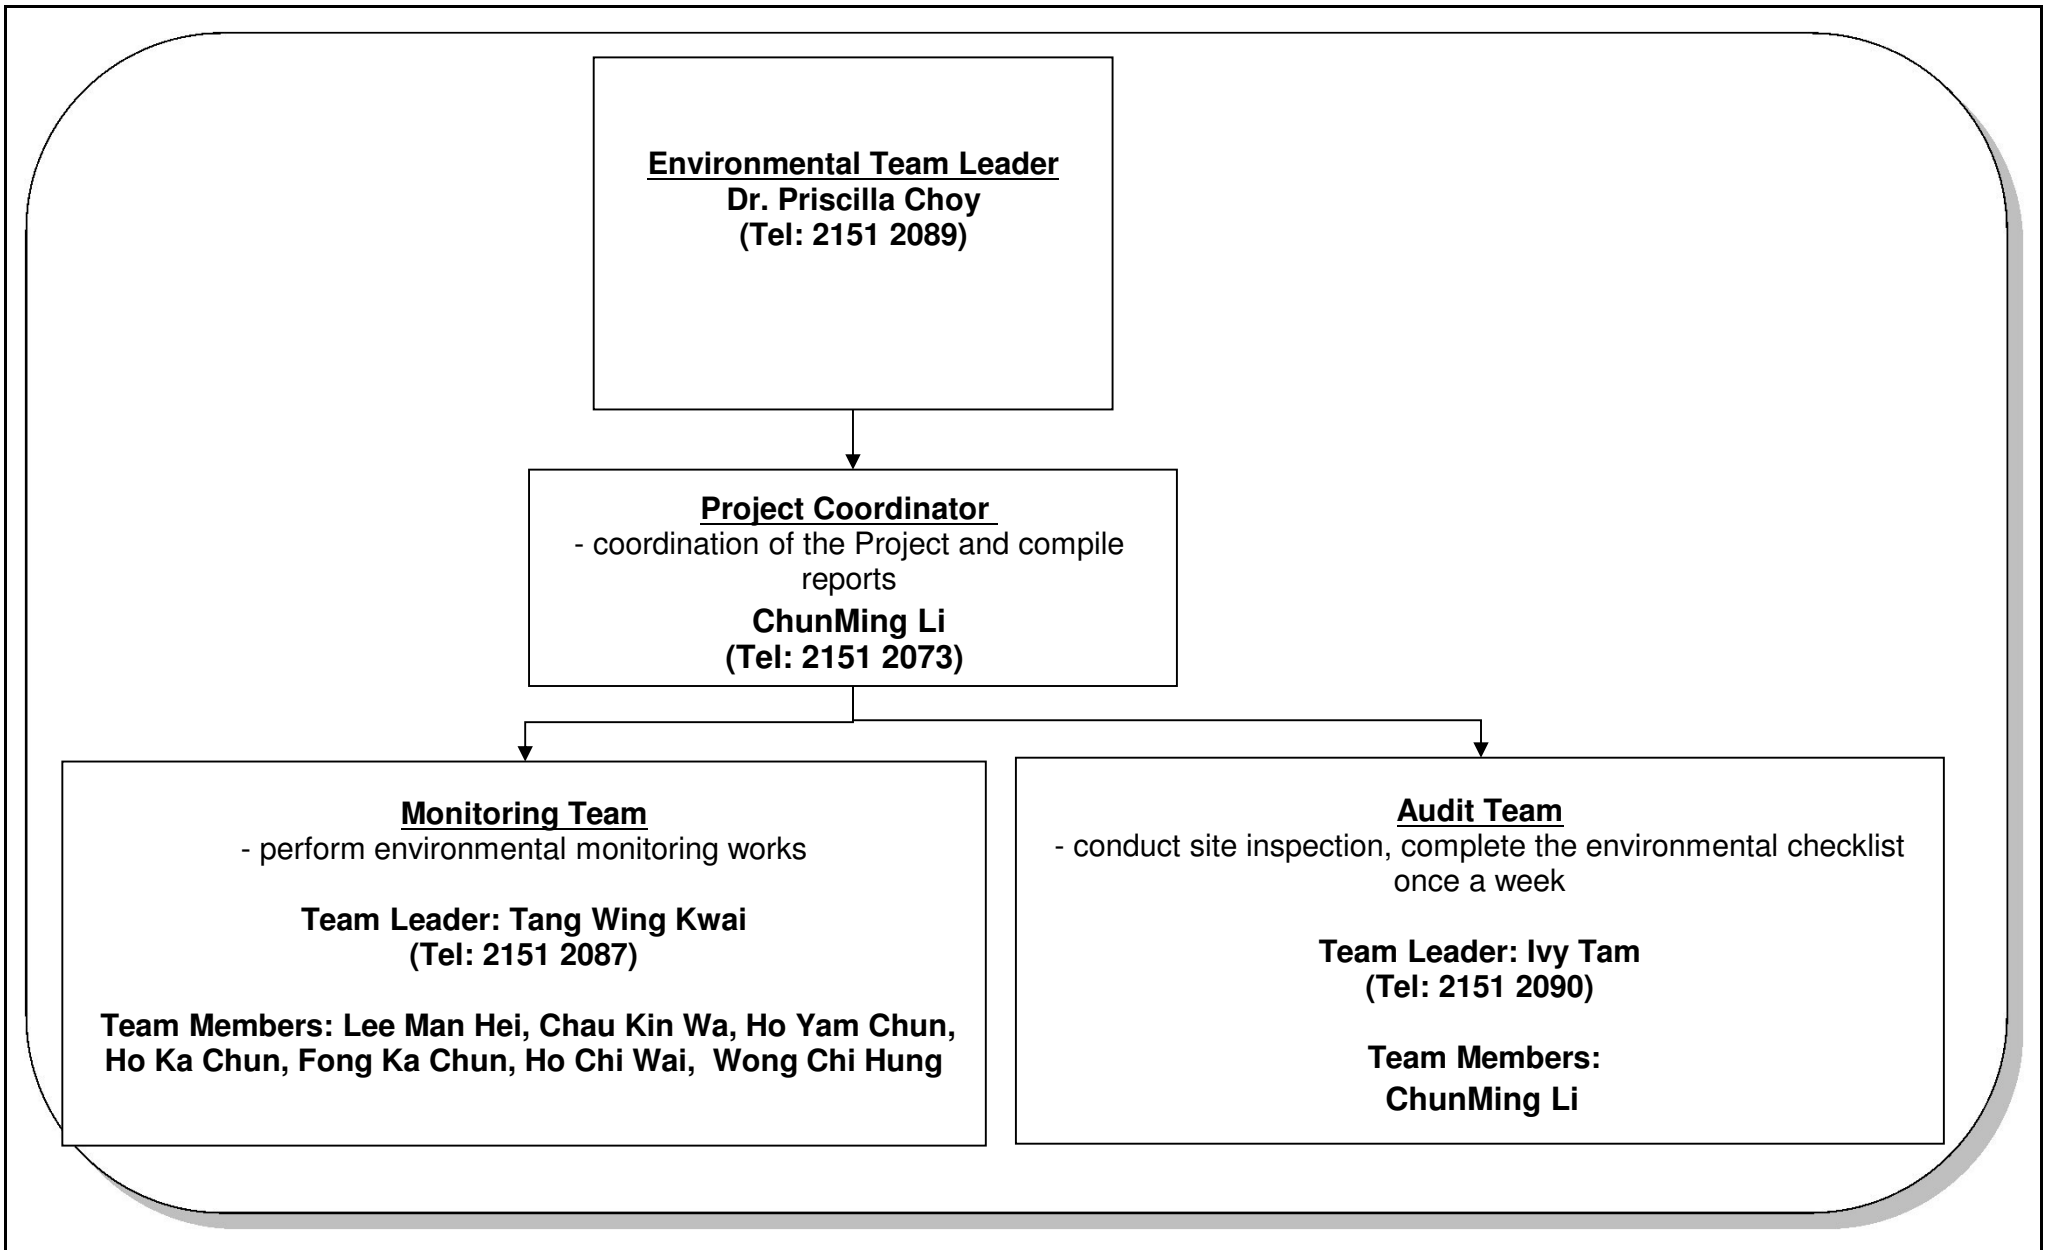 Environmental Team Leader
Dr. Priscilla Choy
(Tel: 2151 2089)
Project Coordinator
- coordination of the Project and compile
reports
ChunMing Li
(Tel: 2151 2073)
Monitoring Team
- perform environmental monitoring works
Team Leader: Tang Wing Kwai
(Tel: 2151 2087)
Team Members: Lee Man Hei, Chau Kin Wa, Ho Yam Chun,
Ho Ka Chun, Fong Ka Chun, Ho Chi Wai,  Wong Chi Hung
Audit Team
- conduct site inspection, complete the environmental checklist
once a week
Team Leader: Ivy Tam
(Tel: 2151 2090)
Team Members:
ChunMing Li